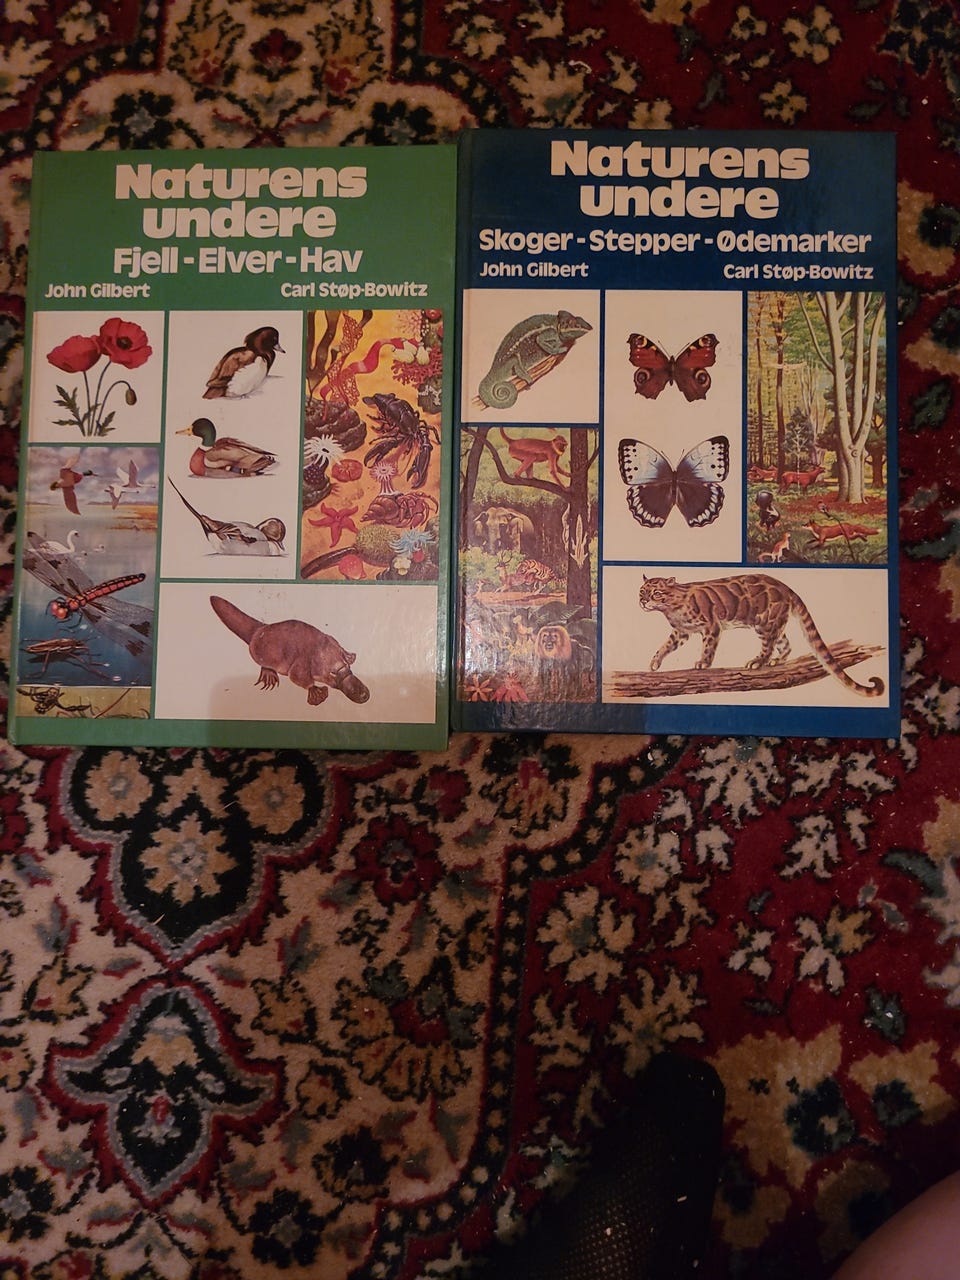 Naturens
undere
Fjell - Elver - Hav
John Gilbert
Carl Støp-Bowitz
Naturens
undere
Skoger - Stepper - Ødemarker
John Gilbert
Carl Støp-Bowitz